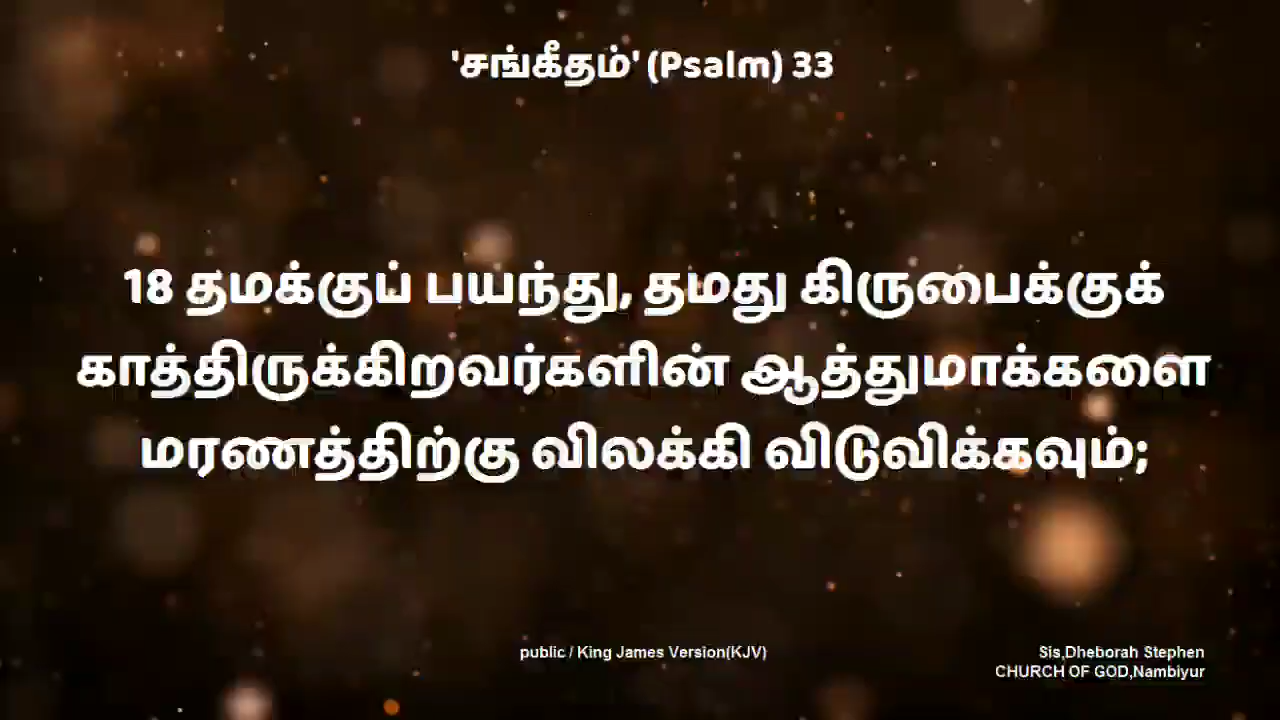 'சங்கீதம்' (Psalm) 33
18 தமக்குப் பயந்து, தமது கிருபைக்குக்
காத்திருக்கிறவர்களின் ஆத்துமாக்களை
மரணத்திற்கு விலக்கி விடுவிக்கவும்;
public / King James Version(KJV)
Sis,Dheborah Stephen
CHURCH OF GOD,Nambiyur